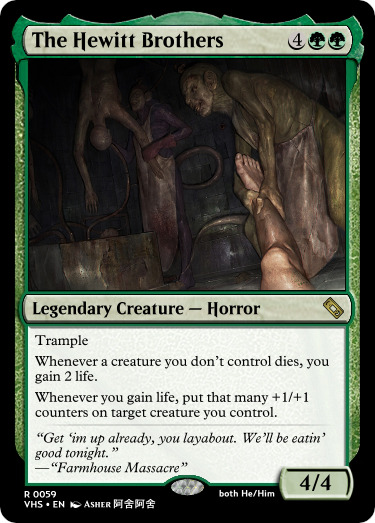 The Hewitt Brothers 4
Legendary Creature — Horror
Trample
Whenever a creature you don't control dies, you
gain 2 life.
Whenever you gain life, put that many +1/+1
counters on target creature you control.
“Get ‘im up already, you layabout. We'll be eatin'
good tonight.”
—“Farmhouse Massacre”
4/4
R 0059
VHS • EN Asher 阿舍阿舍
both He/Him